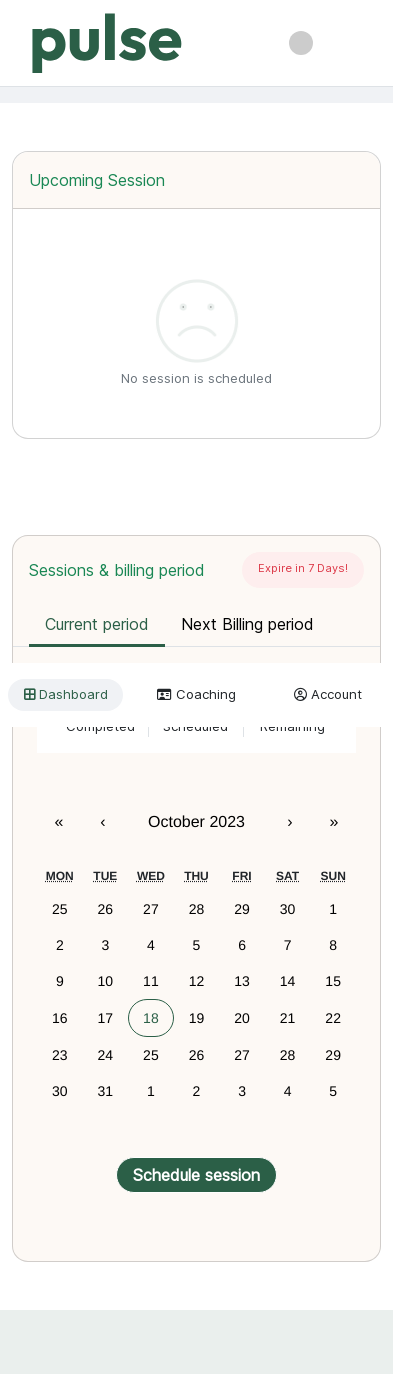 pulse
Upcoming Session
No session is scheduled
Sessions & billing period
Expire in 7 Days!
Current period
Next Billing period
Dashboard
Coaching
Account
Completed
Scheduled
Remaining
« ‹ October 2023 › »
MON TUE WED THU FRI SAT SUN
25 26 27 28 29 30 1
2 3 4 5 6 7 8
9 10 11 12 13 14 15
16 17 18 19 20 21 22
23 24 25 26 27 28 29
30 31 1 2 3 4 5
Schedule session